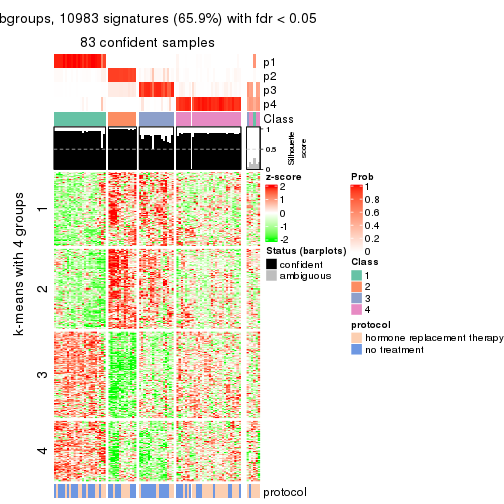 bgroups, 10983 signatures (65.9%) with fdr < 0.05
83 confident samples
p1
p2
p3
p4
Class
1
0.5
0
Silhouette
score
k-means with 4 groups
1
2
3
4
protocol
z-score
2
1
0
-1
-2
Status (barplots)
confident
ambiguous
Prob
1
0.8
0.6
0.4
0.2
0
Class
1
2
3
4
protocol
hormone replacement therapy
no treatment